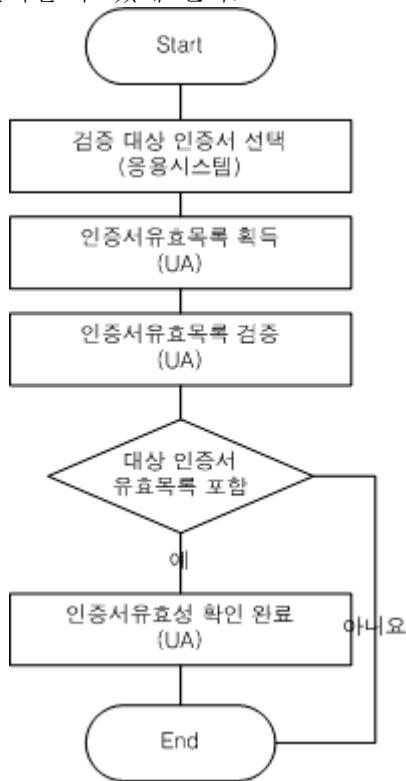 Start
검증 대상 인증서 선택
(응용시스템)
인증서유효목록 획득
(UA)
인증서유효목록 검증
(UA)
대상 인증서
유효목록 포함
예
인증서유효성 확인 완료
(UA)
아니요
End